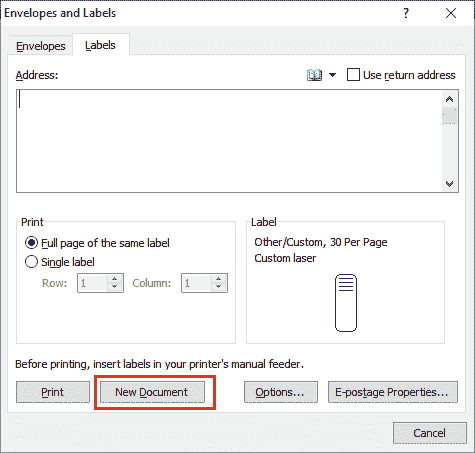 Envelopes and Labels ? ×
Envelopes Labels
Address: Use return address
Print
Full page of the same label
Single label
Row: 1 Column: 1
Label
Other/Custom, 30 Per Page
Custom laser
Before printing, insert labels in your printer's manual feeder.
Print New Document Options... E-postage Properties...
Cancel